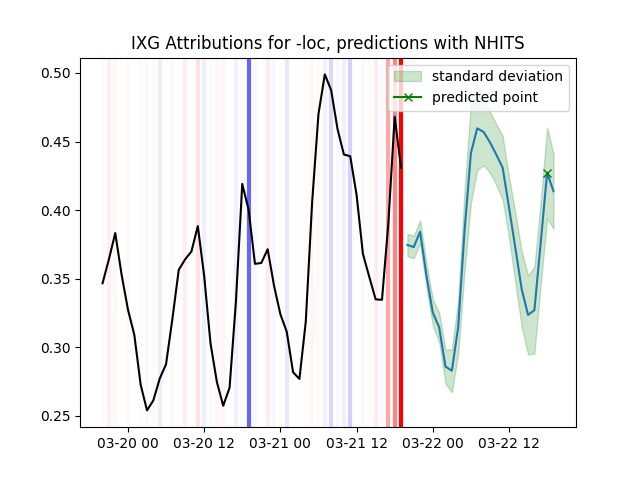 IXG Attributions for -loc, predictions with NHITS
standard deviation
predicted point
0.50
0.45
0.40
0.35
0.30
0.25
03-20 00 03-20 12 03-21 00 03-21 12 03-22 00 03-22 12